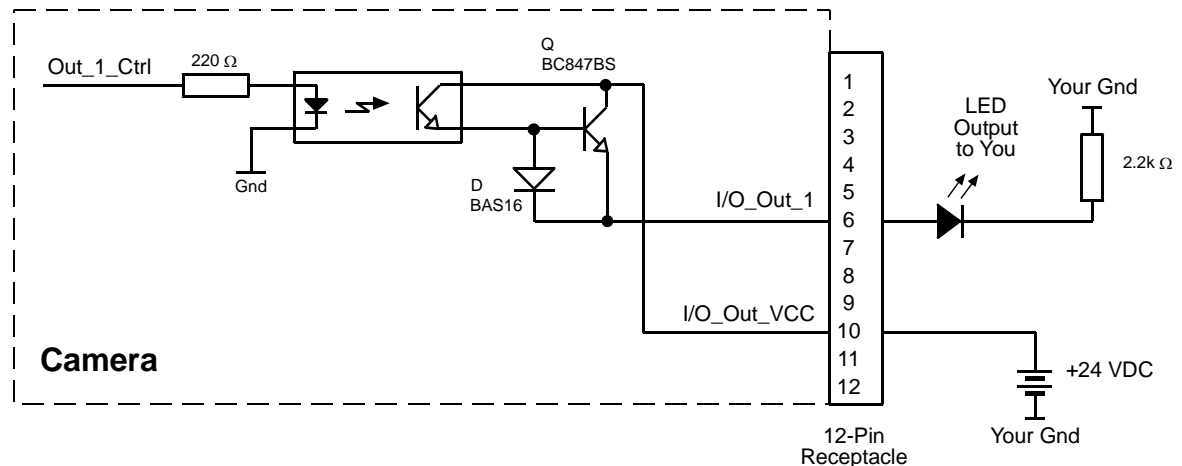 Out_1_Ctrl
220 Ω
Gnd
Q
BC847BS
D
BAS16
I/O_Out_1
I/O_Out_VCC
Camera
1
2
3
4
5
6
7
8
9
10
11
12
12-Pin
Receptacle
LED
Output
to You
Your Gnd
2.2k Ω
+24 VDC
Your Gnd